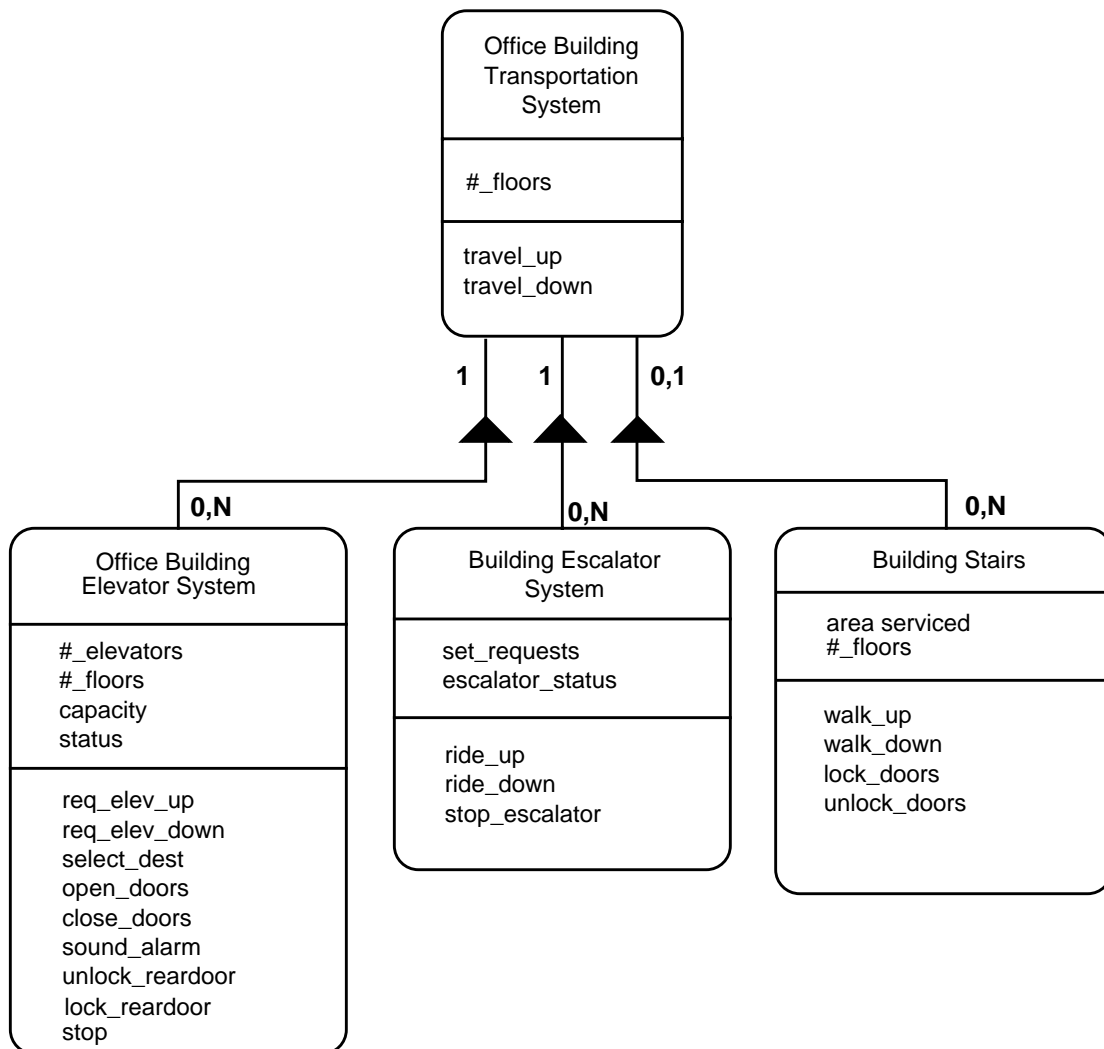 Office Building
Transportation
System
#_floors
travel_up
travel_down
1
1
0,1
0,N
0,N
0,N
Office Building
Elevator System
#_elevators
#_floors
capacity
status
req_elev_up
req_elev_down
select_dest
open_doors
close_doors
sound_alarm
unlock_reardoor
lock_reardoor
stop
Building Escalator
System
set_requests
escalator_status
ride_up
ride_down
stop_escalator
Building Stairs
area serviced
#_floors
walk_up
walk_down
lock_doors
unlock_doors